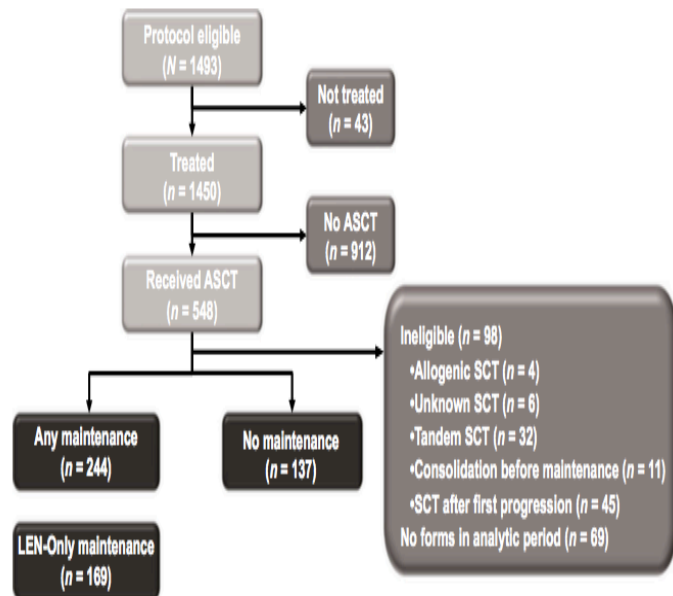 Protocol eligible
(N = 1493)
Not treated
(n = 43)
Treated
(n = 1450)
No ASCT
(n = 912)
Received ASCT
(n = 548)
Ineligible (n = 98)
•Allogenic SCT (n = 4)
•Unknown SCT (n = 6)
•Tandem SCT (n = 32)
•Consolidation before maintenance (n = 11)
•SCT after first progression (n = 45)
No forms in analytic period (n = 69)
Any maintenance
(n = 244)
No maintenance
(n = 137)
LEN-Only maintenance
(n = 169)